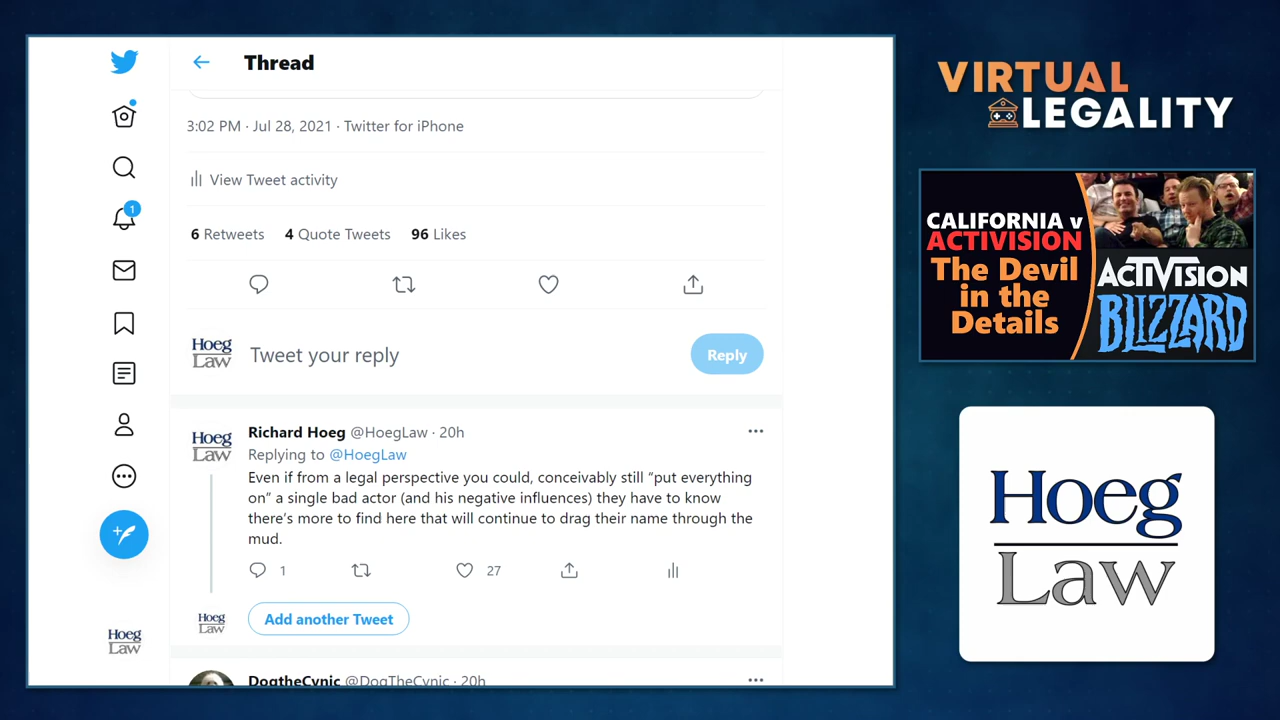 Thread
3:02 PM · Jul 28, 2021 · Twitter for iPhone
View Tweet activity
6 Retweets 4 Quote Tweets 96 Likes
Hoeg
Law
Tweet your reply
Reply
Hoeg
Law
Richard Hoeg @HoegLaw · 20h
Replying to @HoegLaw
Even if from a legal perspective you could, conceivably still “put everything
on” a single bad actor (and his negative influences) they have to know
there’s more to find here that will continue to drag their name through the
mud.
1
27
Hoeg
Law
Add another Tweet
DogtheCynic @DogTheCynic · 20h
1
Hoeg
Law
VIRTUAL
LEGALITY
CALIFORNIA v
ACTIVISION
The Devil
in the
Details
ACTIVISION
BLIZZARD
Hoeg
Law